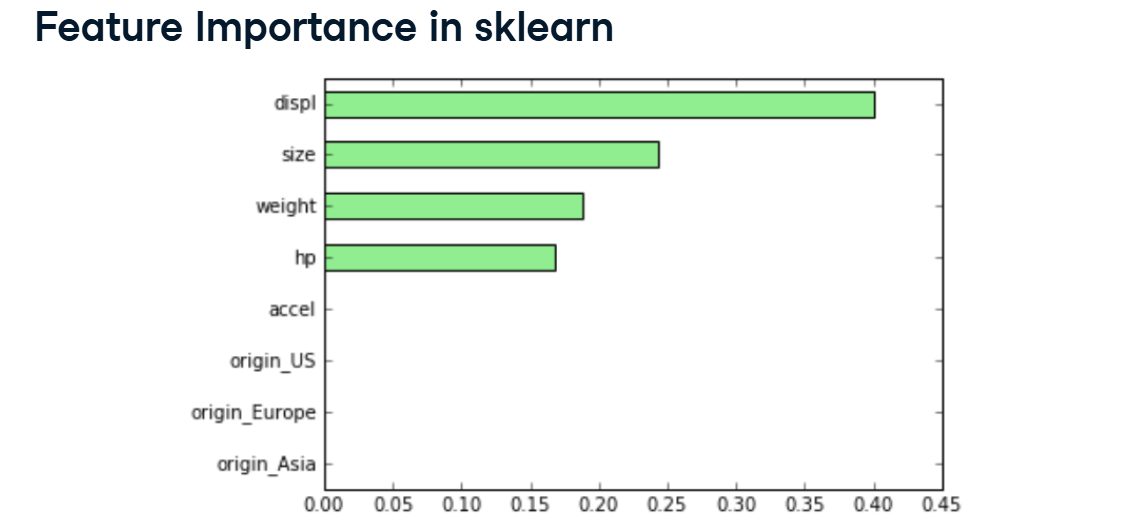 Feature Importance in sklearn
displ
size
weight
hp
accel
origin_US
origin_Europe
origin_Asia
0.00 0.05 0.10 0.15 0.20 0.25 0.30 0.35 0.40 0.45